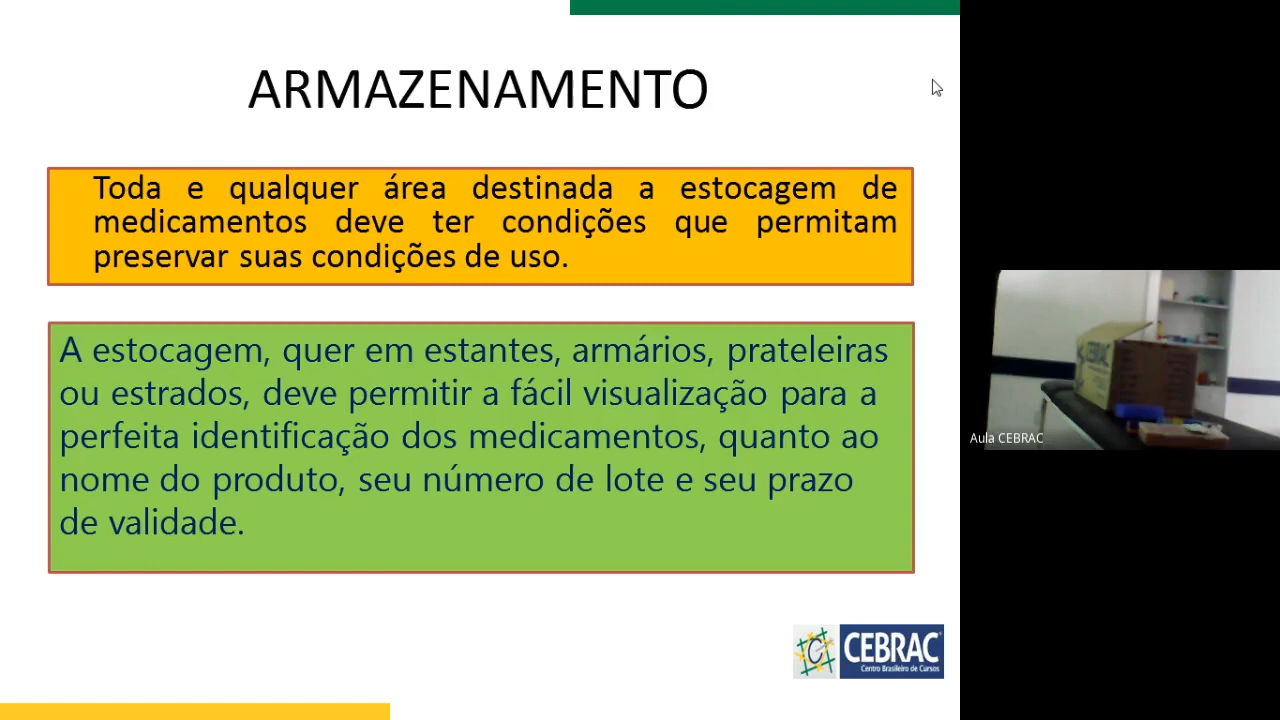 ARMAZENAMENTO
Toda e qualquer área destinada a estocagem de
medicamentos deve ter condições que permitam
preservar suas condições de uso.
A estocagem, quer em estantes, armários, prateleiras
ou estrados, deve permitir a fácil visualização para a
perfeita identificação dos medicamentos, quanto ao
nome do produto, seu número de lote e seu prazo
de validade.
CEBRAC
Aula CEBRAC
C CEBRAC
Centro Brasileiro de Cursos